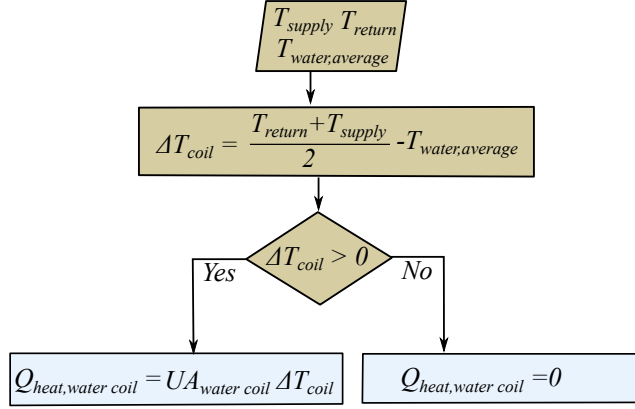 T_supply T_return
T_water,average
ΔT_coil = (T_return+T_supply)/2 -T_water,average
ΔT_coil > 0
Yes
No
Q_heat,water coil = UA_water coil ΔT_coil
Q_heat,water coil =0